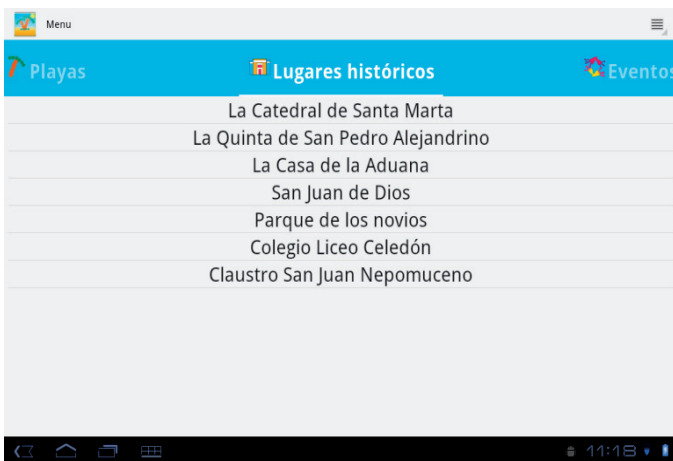 Menu
Playas
Lugares históricos
Eventos
La Catedral de Santa Marta
La Quinta de San Pedro Alejandrino
La Casa de la Aduana
San Juan de Dios
Parque de los novios
Colegio Liceo Celedón
Claustro San Juan Nepomuceno
11:18